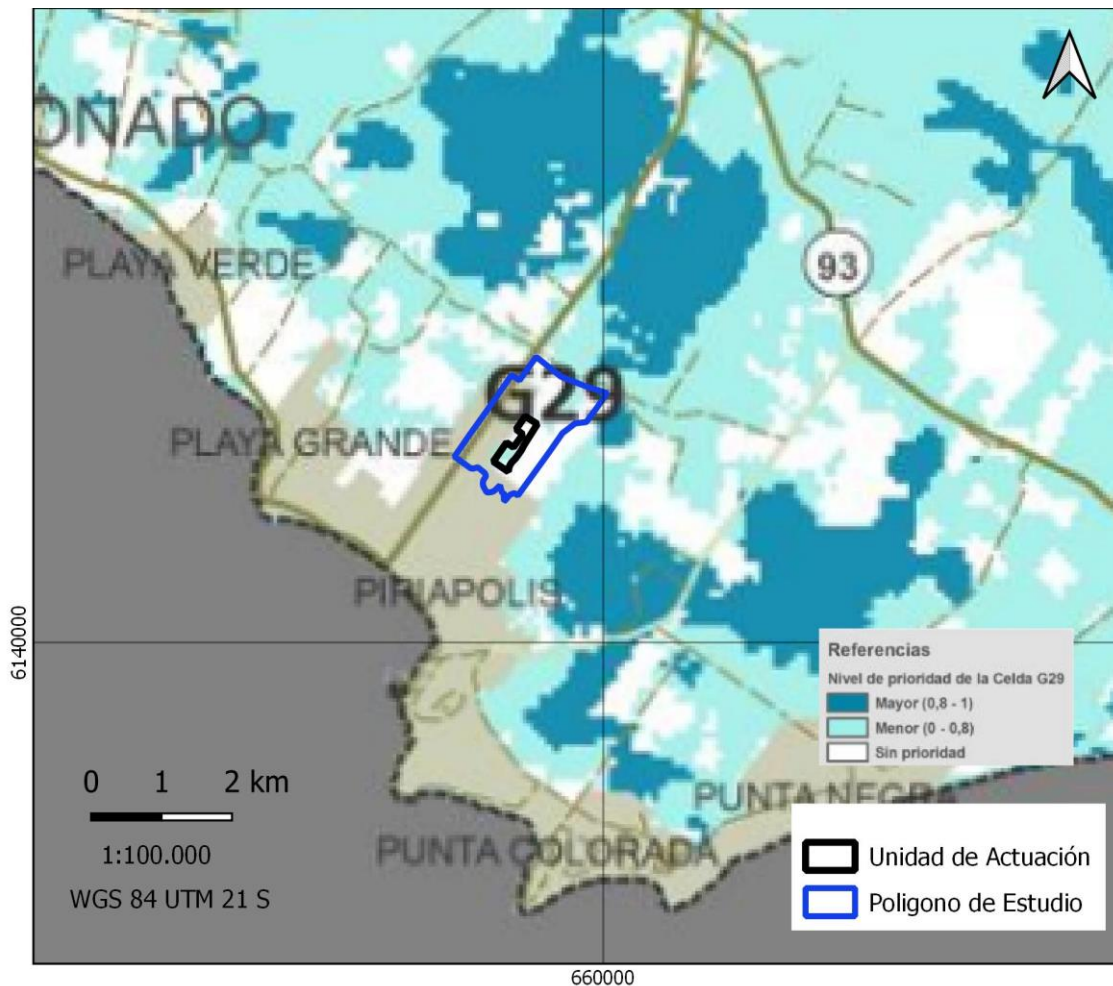 ONADO
PLAYA VERDE
93
G29
PLAYA GRANDE
PIRIAPOLIS
6140000
Referencias
Nivel de prioridad de la Celda G29
Mayor (0,8 - 1)
Menor (0 - 0,8)
Sin prioridad
0 1 2 km
1:100.000
WGS 84 UTM 21 S
PUNTA NEGRA
PUNTA COLORADA
Unidad de Actuación
Poligono de Estudio
660000